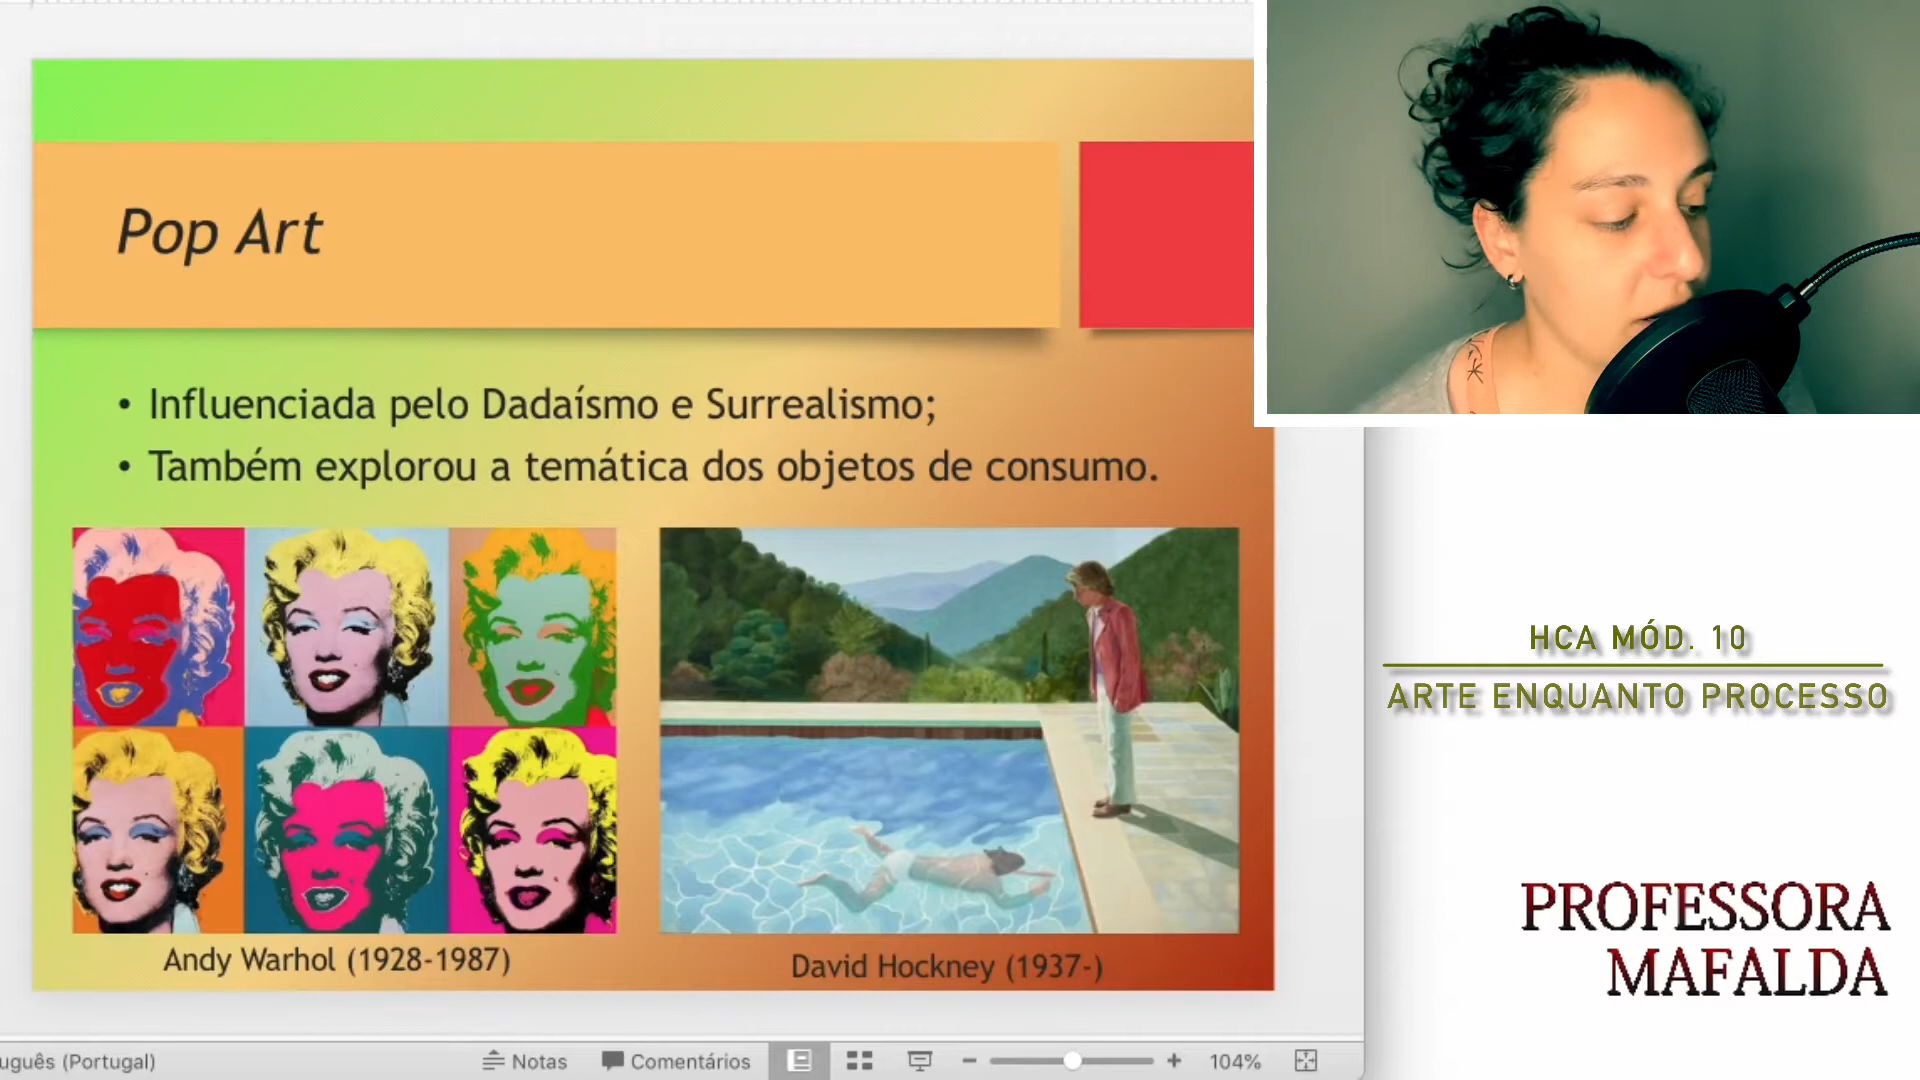 Pop Art
• Influenciada pelo Dadaísmo e Surrealismo;
• Também explorou a temática dos objetos de consumo.
Andy Warhol (1928-1987)
David Hockney (1937-)
HCA MÓD. 10
ARTE ENQUANTO PROCESSO
PROFESSORA
MAFALDA
uguês (Portugal)
Notas
Comentários
104%